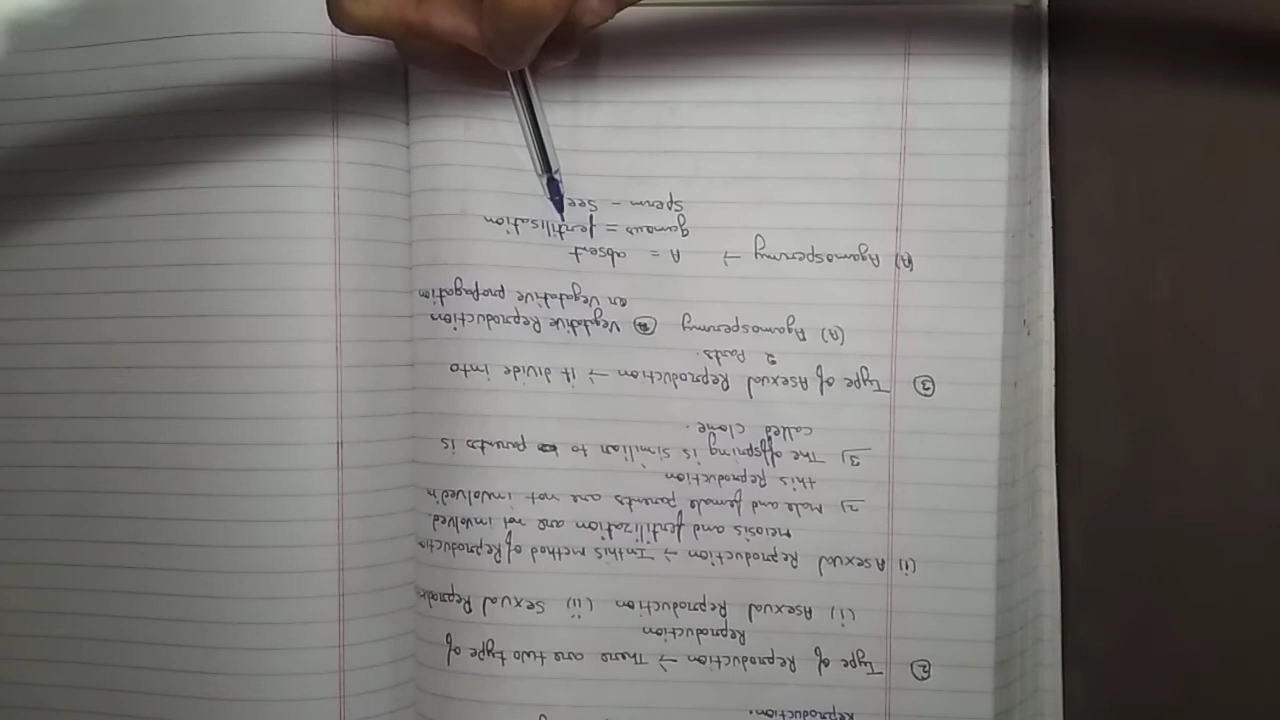 Reproduction.
② Type of Reproduction → There are two type of
Reproduction
(i) Asexual Reproduction (ii) Sexual Reprodu
(i) Asexual Reproduction → In this method of Reproductio
meiosis and fertilization are not involved.
2) Male and female parents are not involved in
this Reproduction
3) The offspring is similiar to parents is
called clone.
③ Type of Asexual Reproduction → it divide into
2 Parts.
(A) Agamospermy Vegatative Reproduction
or vegatative propagation
(A) Agamospermy → A = absent
gamous = fertilisation
sperm - See